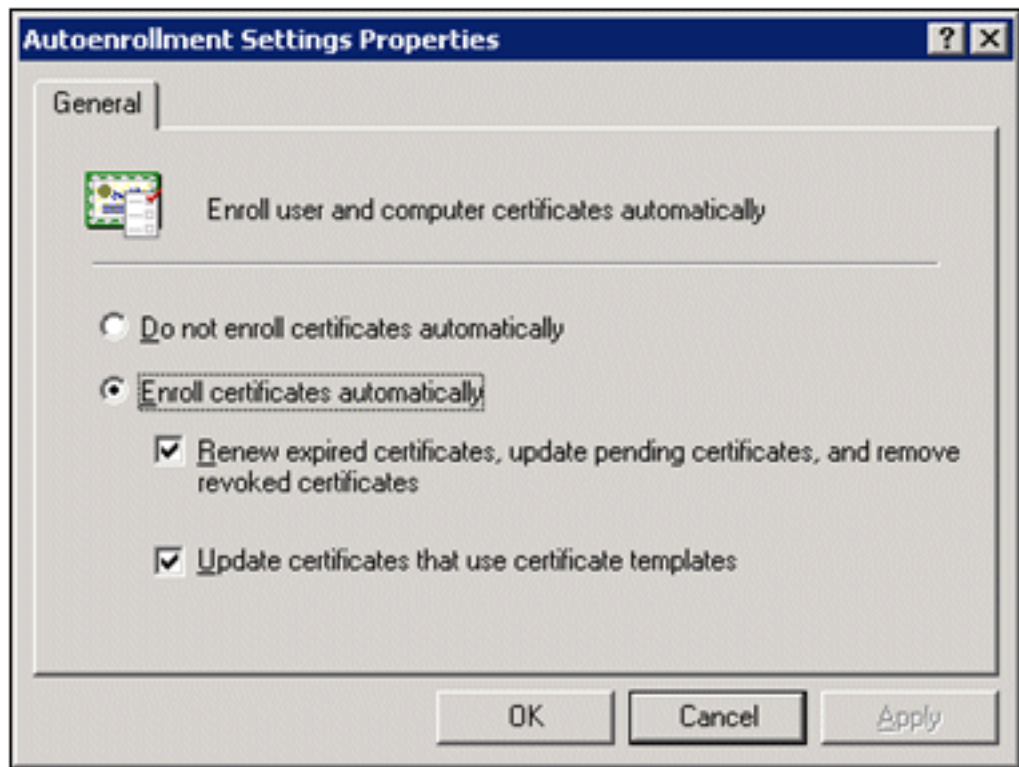 Autoenrollment Settings Properties
General
Enroll user and computer certificates automatically
Do not enroll certificates automatically
Enroll certificates automatically
Renew expired certificates, update pending certificates, and remove
revoked certificates
Update certificates that use certificate templates
OK
Cancel
Apply